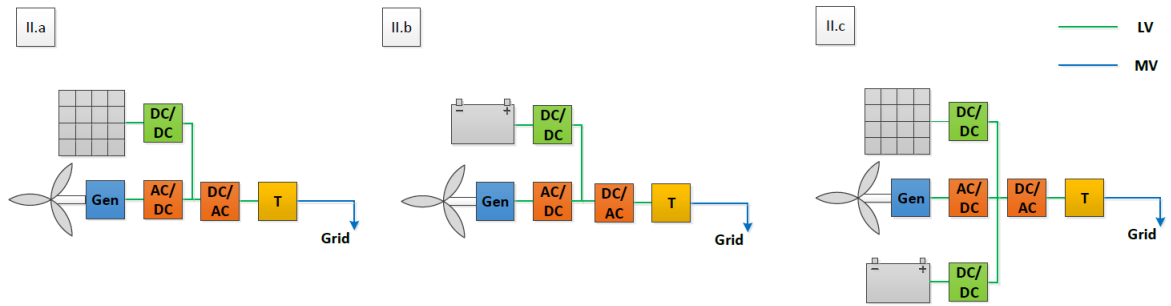 II.a
DC/
DC
Gen
AC/
DC
DC/
AC
T
Grid
II.b
- +
DC/
DC
Gen
AC/
DC
DC/
AC
T
Grid
II.c
LV
MV
DC/
DC
Gen
AC/
DC
DC/
AC
T
Grid
- +
DC/
DC